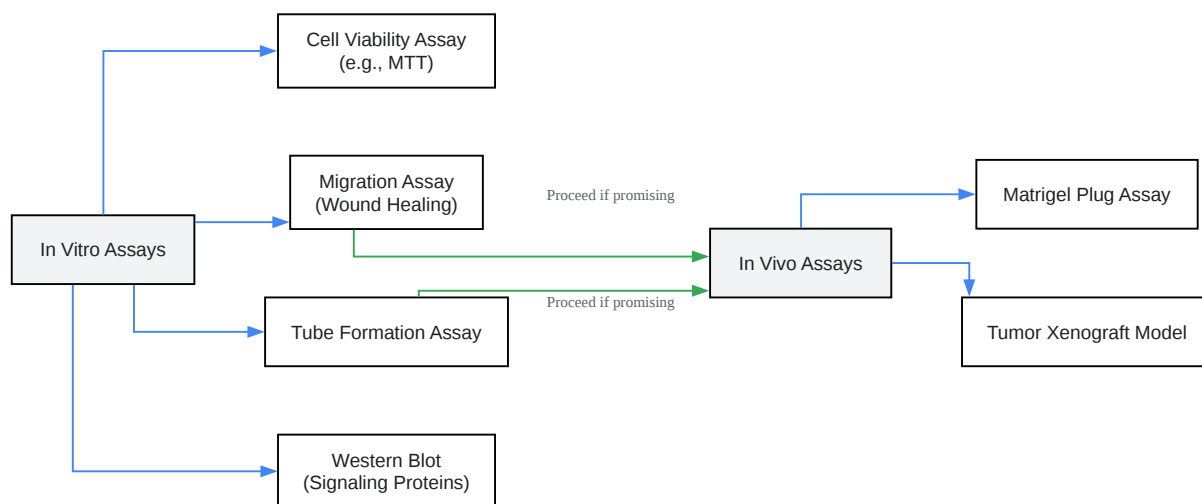 Cell Viability Assay
(e.g., MTT)
Migration Assay
(Wound Healing)
Proceed if promising
Matrigel Plug Assay
In Vitro Assays
In Vivo Assays
Proceed if promising
Tube Formation Assay
Tumor Xenograft Model
Western Blot
(Signaling Proteins)